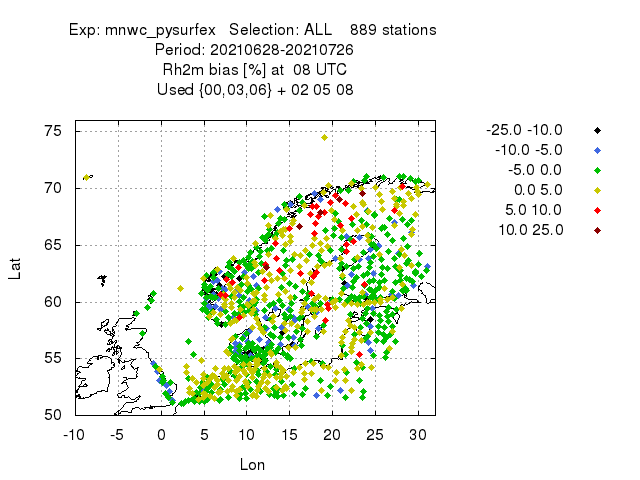 Exp: mnwc_pysurfex Selection: ALL 889 stations
Period: 20210628-20210726
Rh2m bias [%] at 08 UTC
Used {00,03,06} + 02 05 08
-25.0 -10.0
-10.0 -5.0
-5.0 0.0
0.0 5.0
5.0 10.0
10.0 25.0
75
70
65
60
55
50
Lat
-10 -5 0 5 10 15 20 25 30
Lon